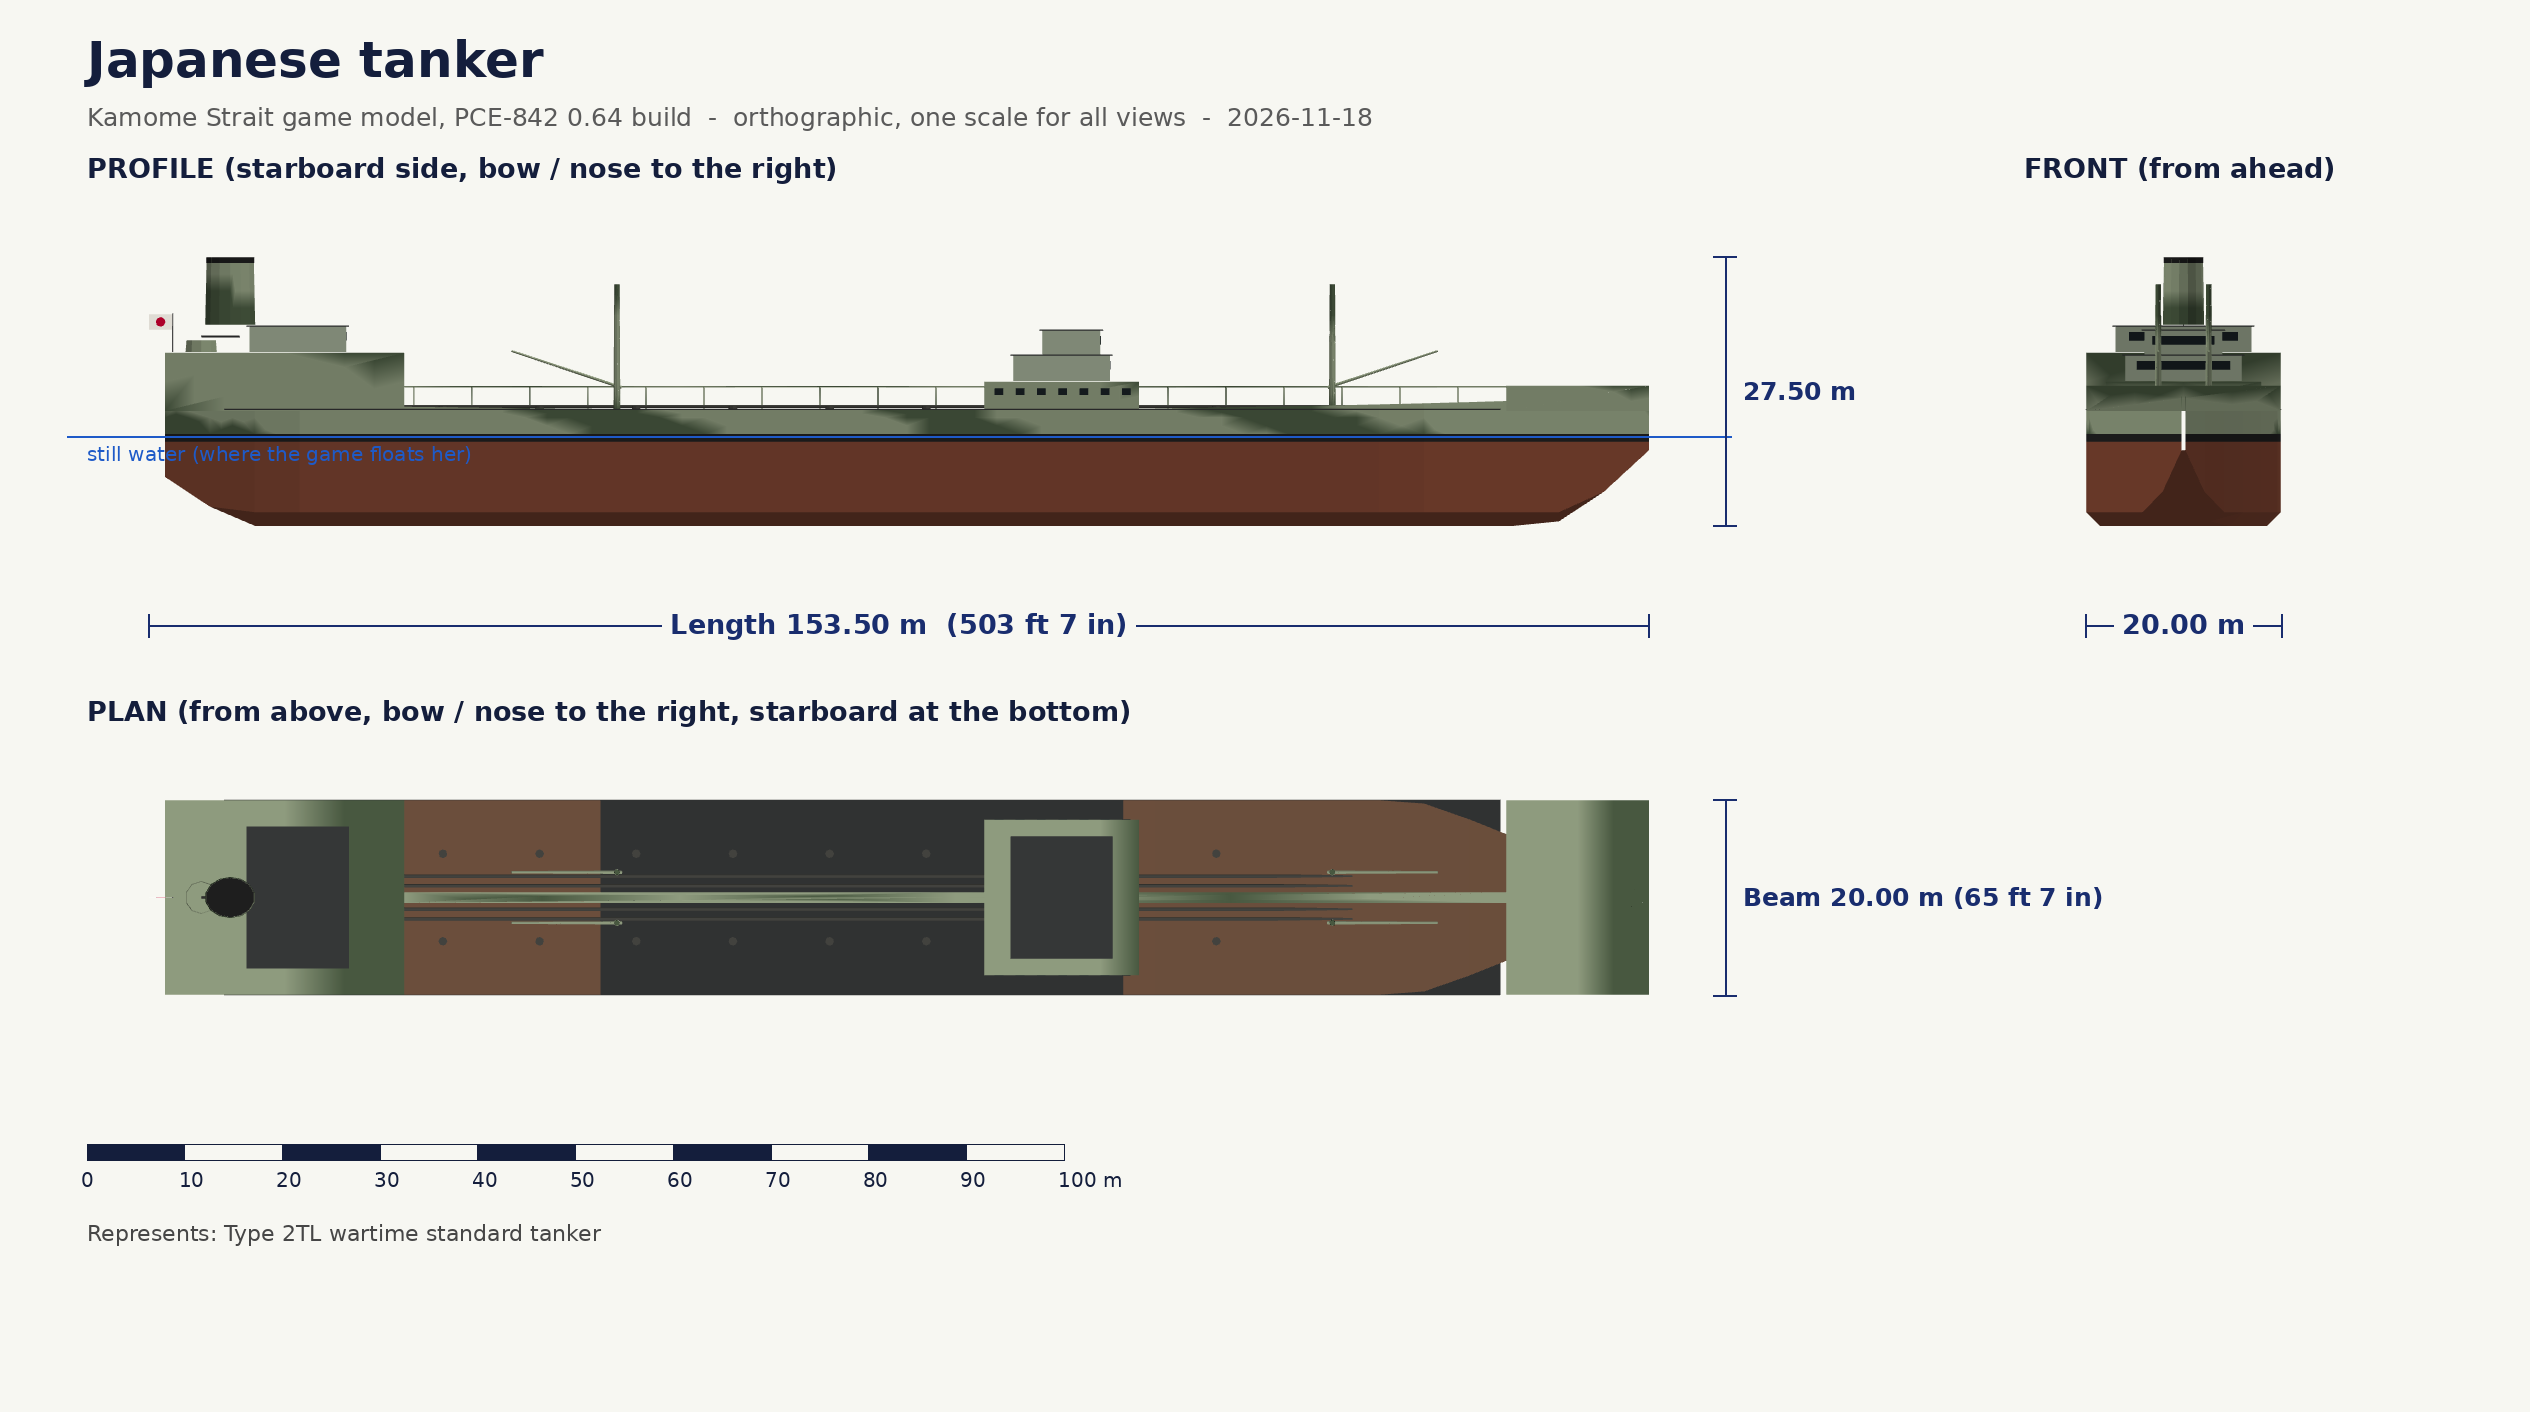 Japanese tanker
Kamome Strait game model, PCE-842 0.64 build - orthographic, one scale for all views - 2026-11-18
PROFILE (starboard side, bow / nose to the right)
FRONT (from ahead)
27.50 m
still water (where the game floats her)
Length 153.50 m (503 ft 7 in)
20.00 m
PLAN (from above, bow / nose to the right, starboard at the bottom)
Beam 20.00 m (65 ft 7 in)
0 10 20 30 40 50 60 70 80 90 100 m
Represents: Type 2TL wartime standard tanker